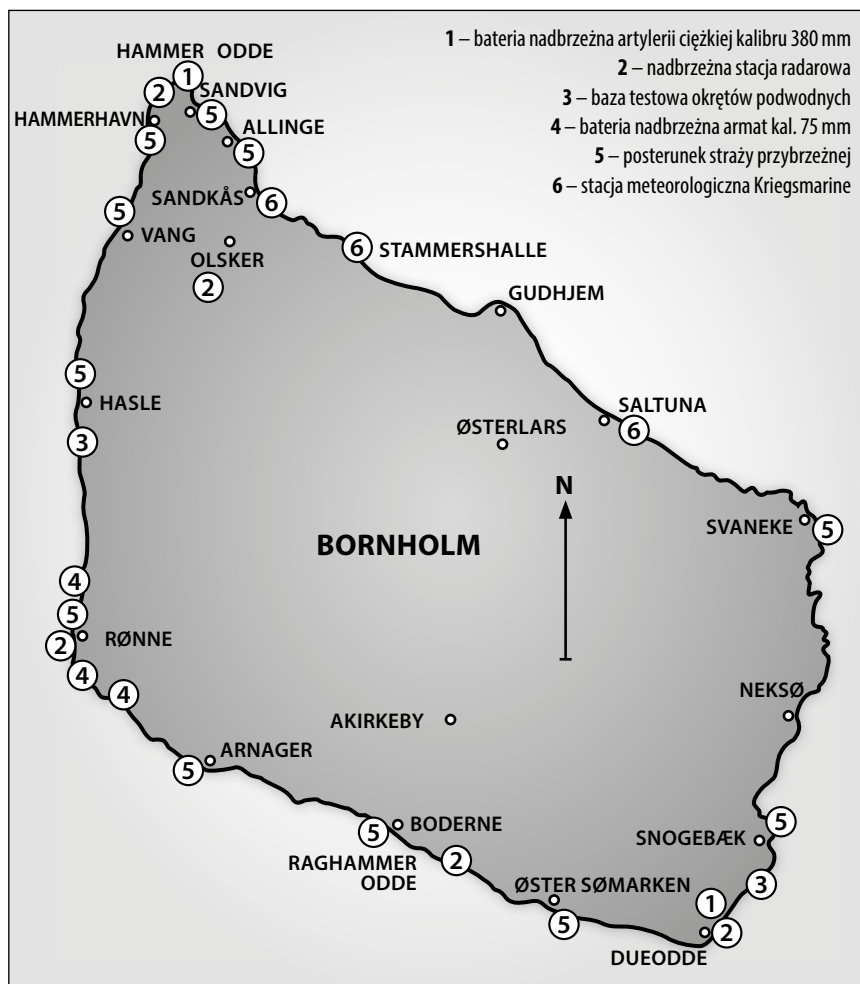 1 – bateria nadbrzeżna artylerii ciężkiej kalibru 380 mm
2 – nadbrzeżna stacja radarowa
3 – baza testowa okrętów podwodnych
4 – bateria nadbrzeżna armat kal. 75 mm
5 – posterunek straży przybrzeżnej
6 – stacja meteorologiczna Kriegsmarine
HAMMER ODDE
1
2
SANDVIG
HAMMERHAVN
5
5
ALLINGE
5
SANDKÅS
6
5
VANG
OLSKER
2
6
STAMMERSHALLE
GUDHJEM
5
HASLE
3
SALTUNA
6
ØSTERLARS
N
SVANEKE
5
BORNHOLM
4
5
2
RØNNE
4
4
NEKSØ
AKIRKEBY
ARNAGER
5
BODERNE
5
RAGHAMMER
ODDE
2
5
SNOGEBÆK
3
ØSTER SØMARKEN
5
1
2
DUEODDE